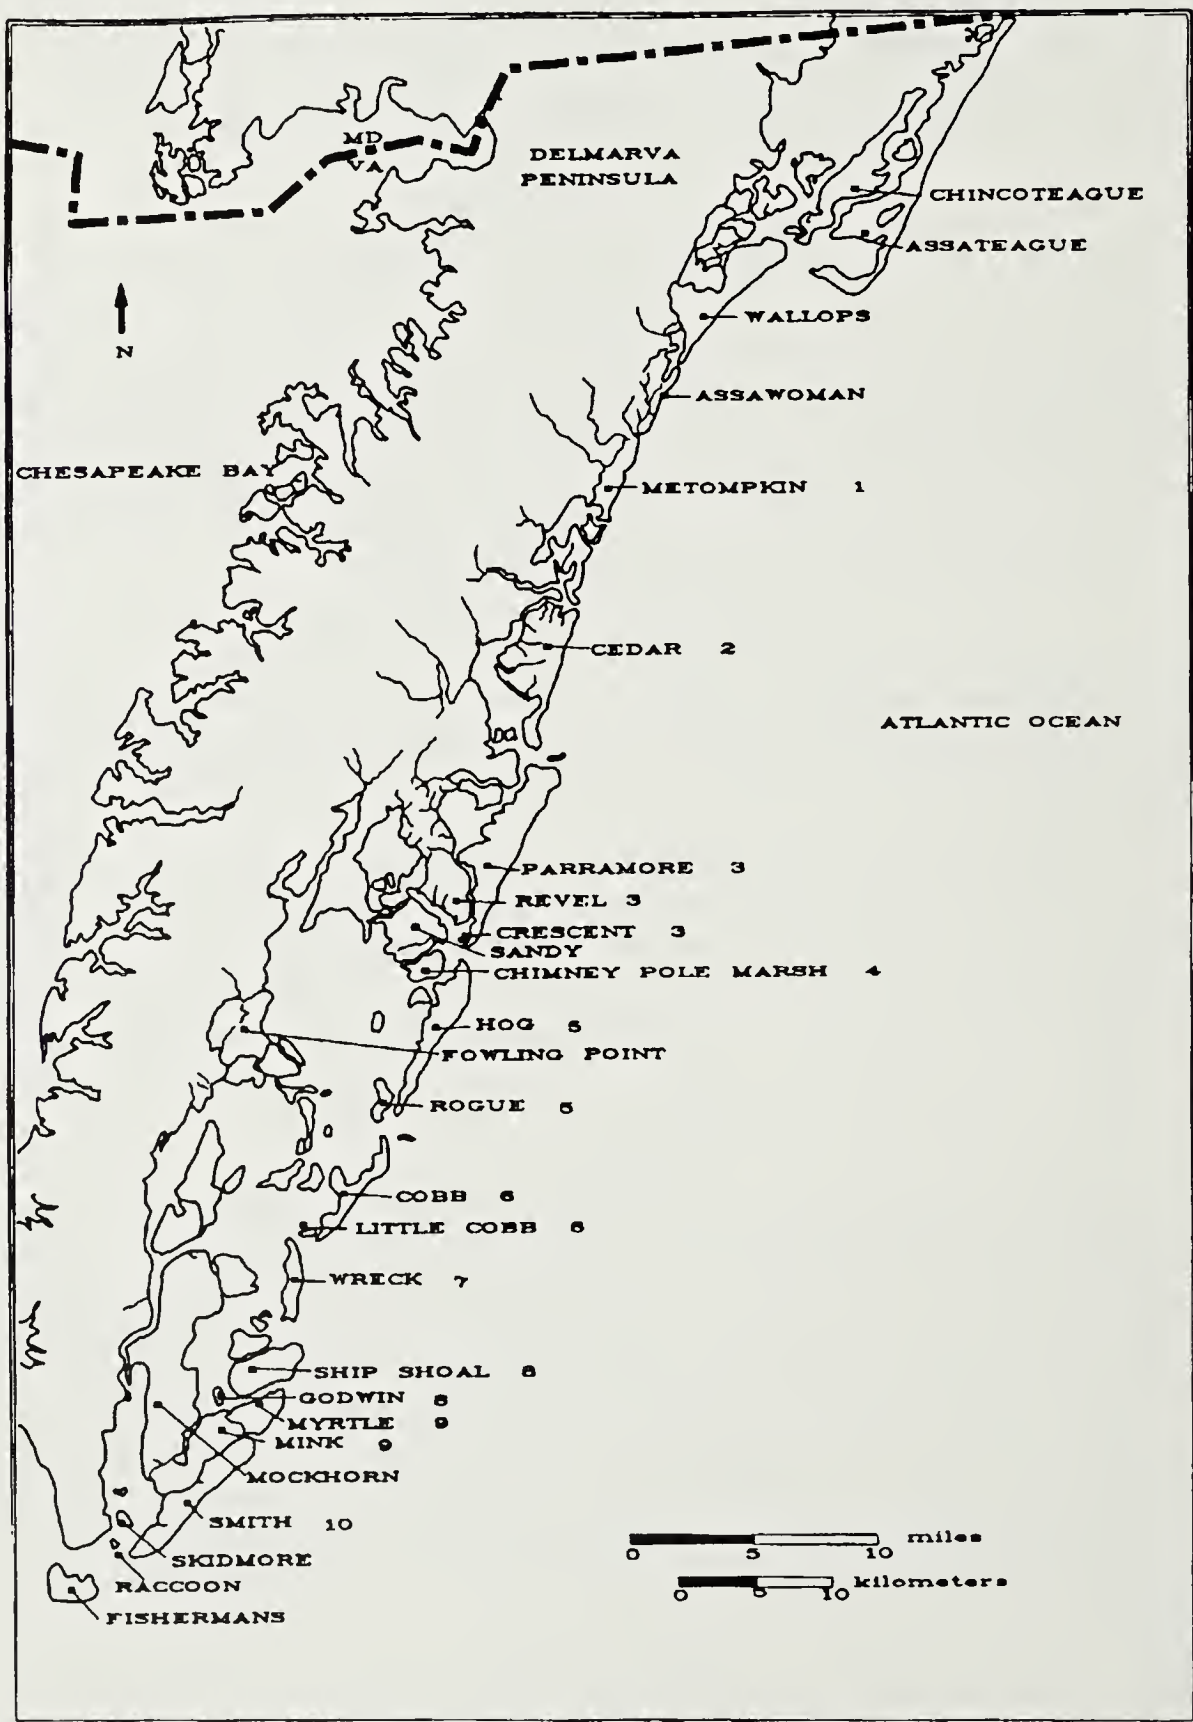 MD
VA
DELMARVA
PENINSULA
CHINCOTEAGUE
ASSATEAGUE
WALLOPS
N
ASSAWOMAN
CHESAPEAKE BAY
METOMPKIN 1
CEDAR 2
ATLANTIC OCEAN
PARRAMORE 3
REVEL 3
CRESCENT 3
SANDY
CHIMNEY POLE MARSH 4
HOG 5
FOWLING POINT
ROGUE 5
COBB 6
LITTLE COBB 6
WRECK 7
SHIP SHOAL 8
GODWIN 8
MYRTLE 9
MINK 9
MOCKHORN
SMITH 10
SKIDMORE
RACCOON
FISHERMANS
miles
0 5 10
kilometers
0 5 10